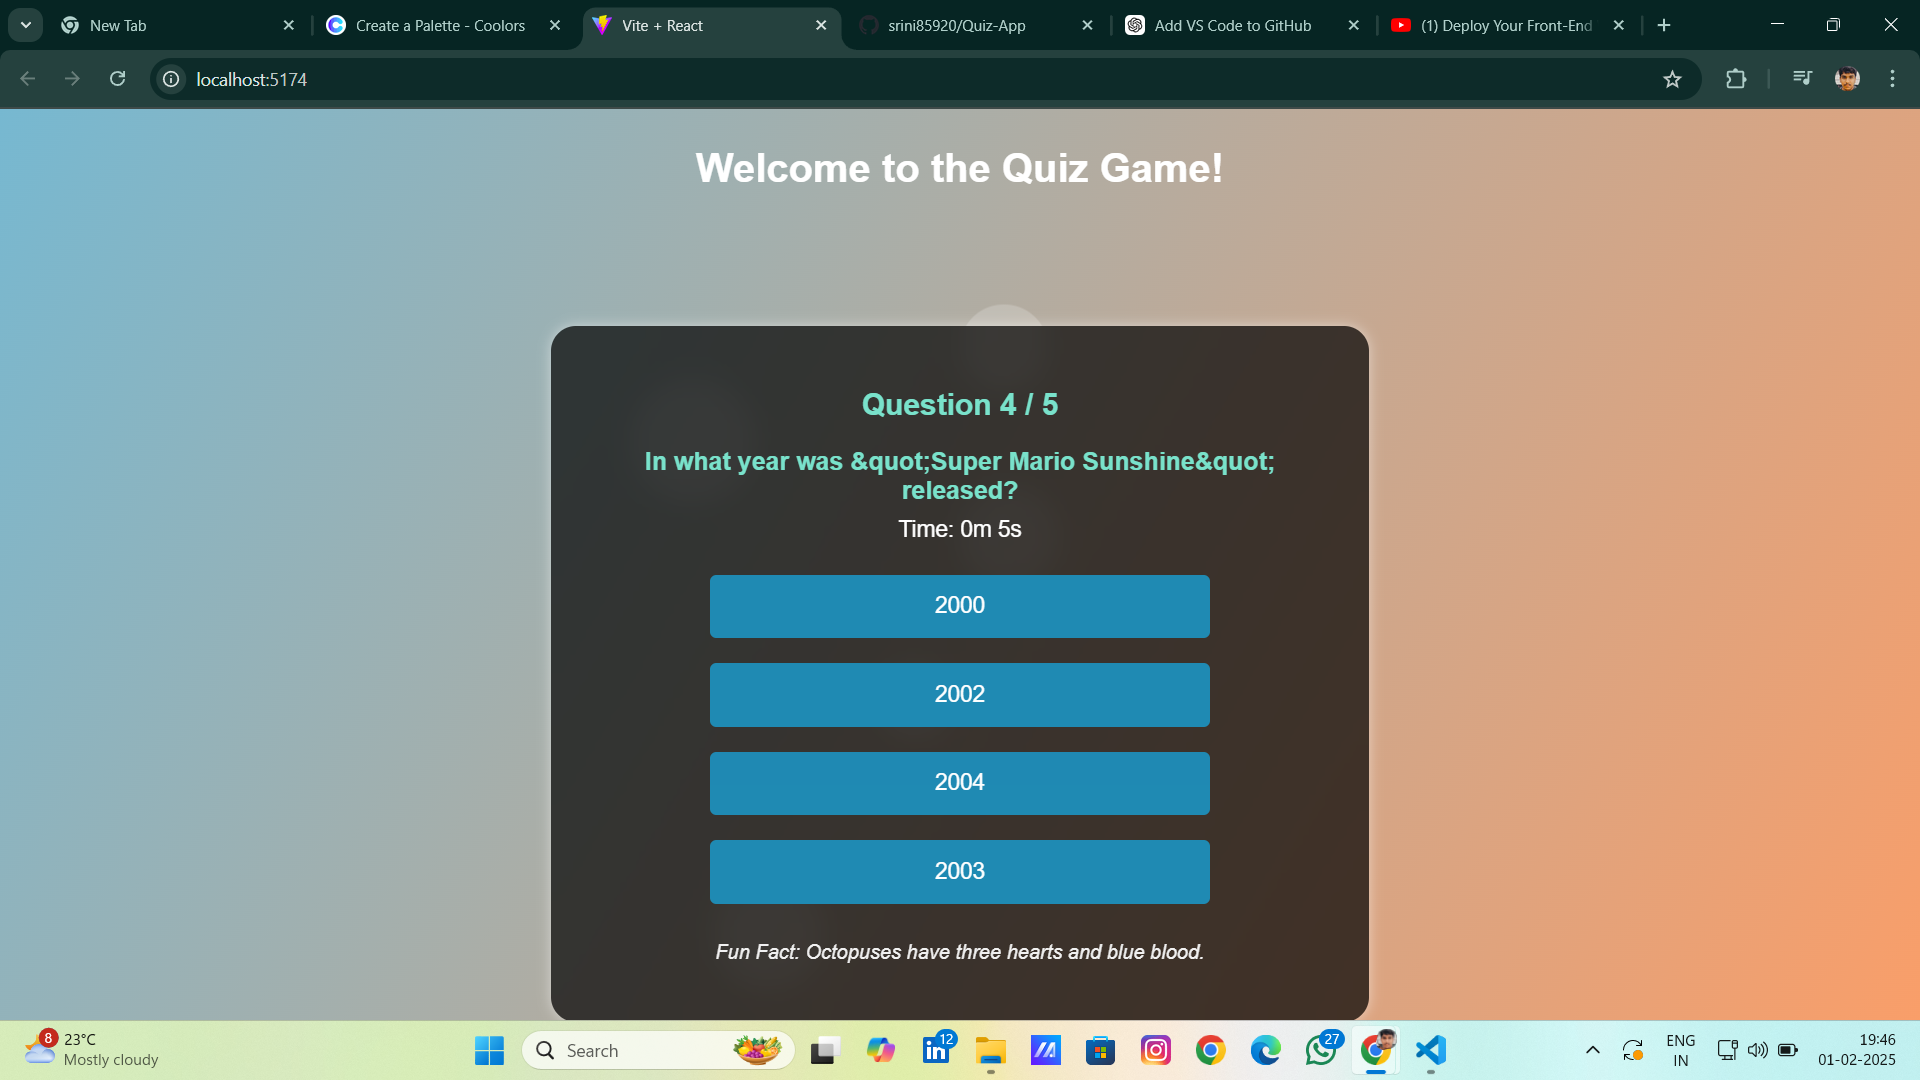 New Tab
Create a Palette - Coolors
Vite + React
srini85920/Quiz-App
Add VS Code to GitHub
(1) Deploy Your Front-End
localhost:5174
Welcome to the Quiz Game!
Question 4 / 5
In what year was &quot;Super Mario Sunshine&quot;
released?
Time: 0m 5s
2000
2002
2004
2003
Fun Fact: Octopuses have three hearts and blue blood.
8
23°C
Mostly cloudy
Search
12
27
ENG
IN
19:46
01-02-2025